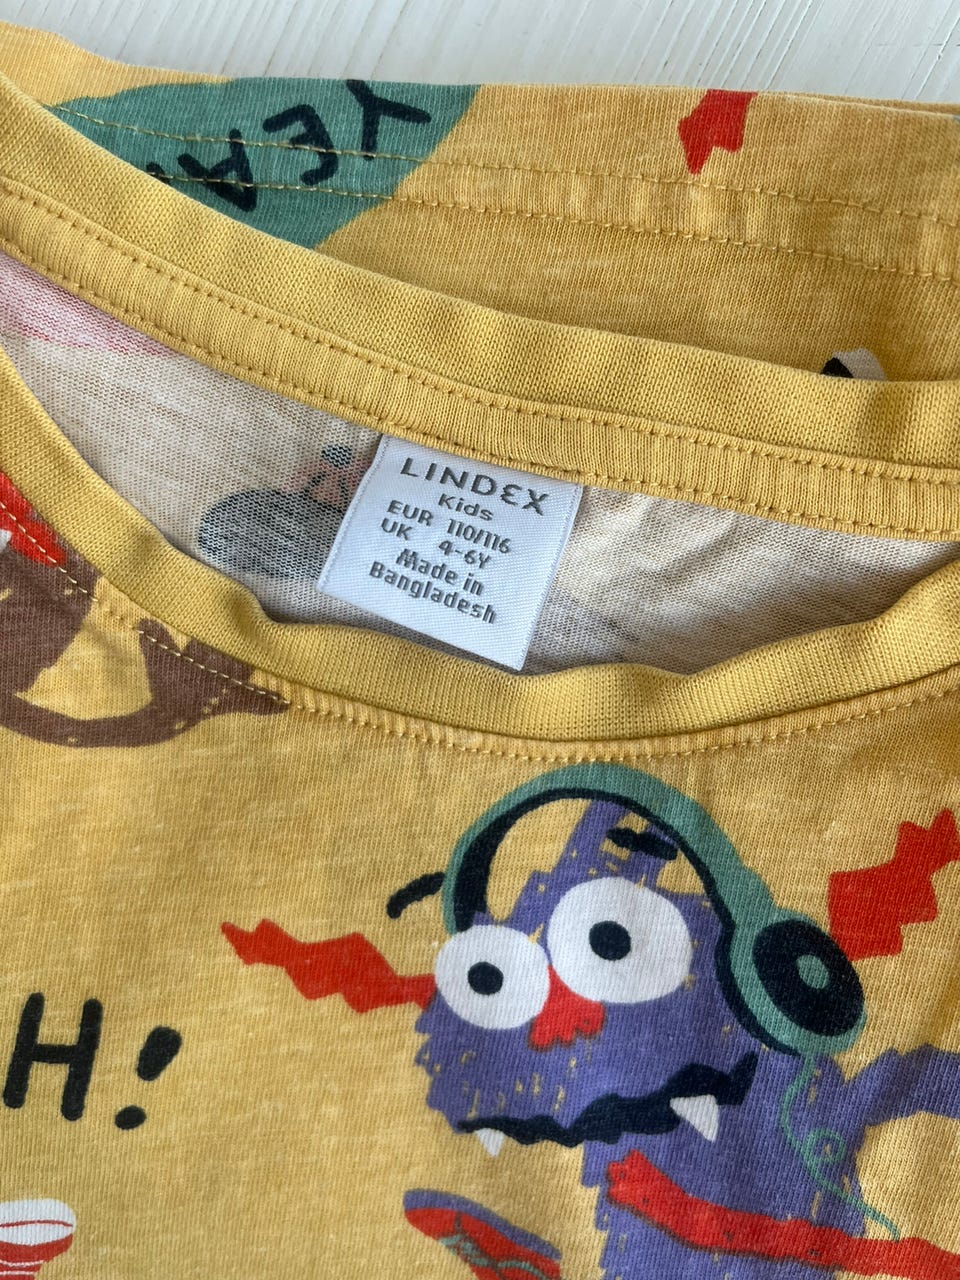 YEA
LINDEX
Kids
EUR 110/116
UK 4-6Y
Made in
Bangladesh
H!